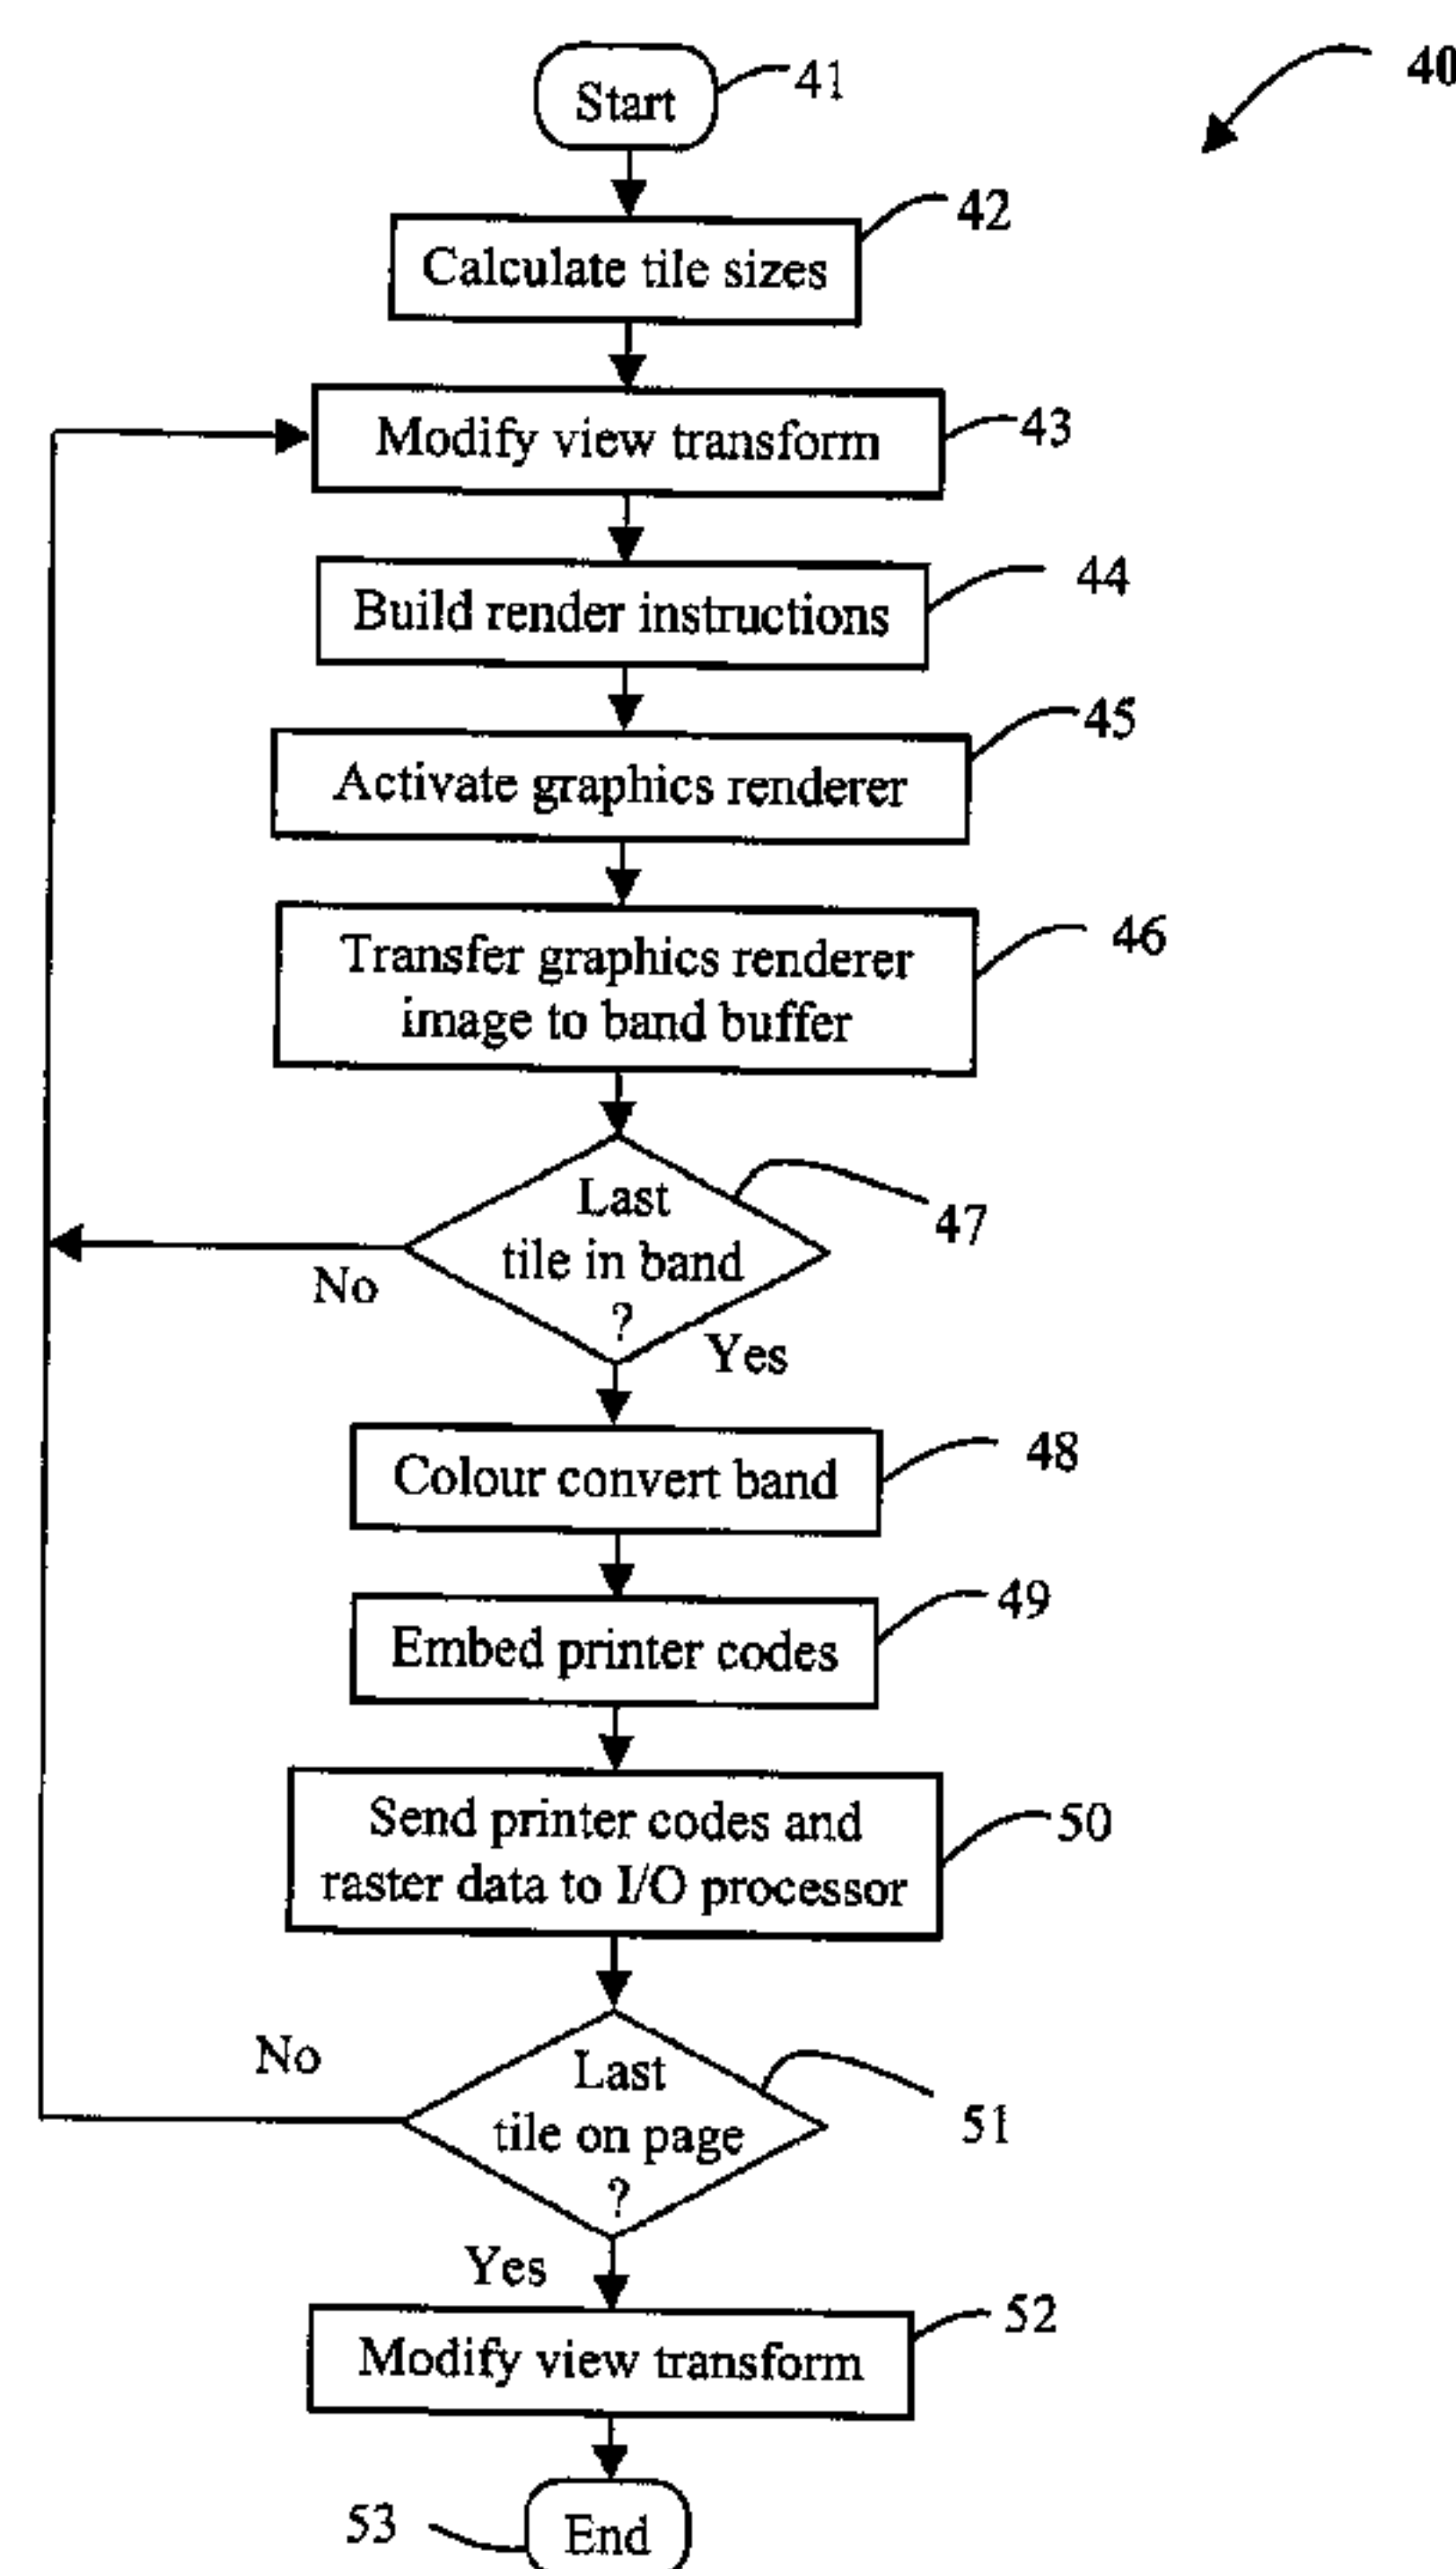 40
Start
41
Calculate tile sizes
42
Modify view transform
43
Build render instructions
44
Activate graphics renderer
45
Transfer graphics renderer
image to band buffer
46
Last
tile in band
?
47
No
Yes
Colour convert band
48
Embed printer codes
49
Send printer codes and
raster data to I/O processor
50
Last
tile on page
?
51
No
Yes
Modify view transform
52
End
53